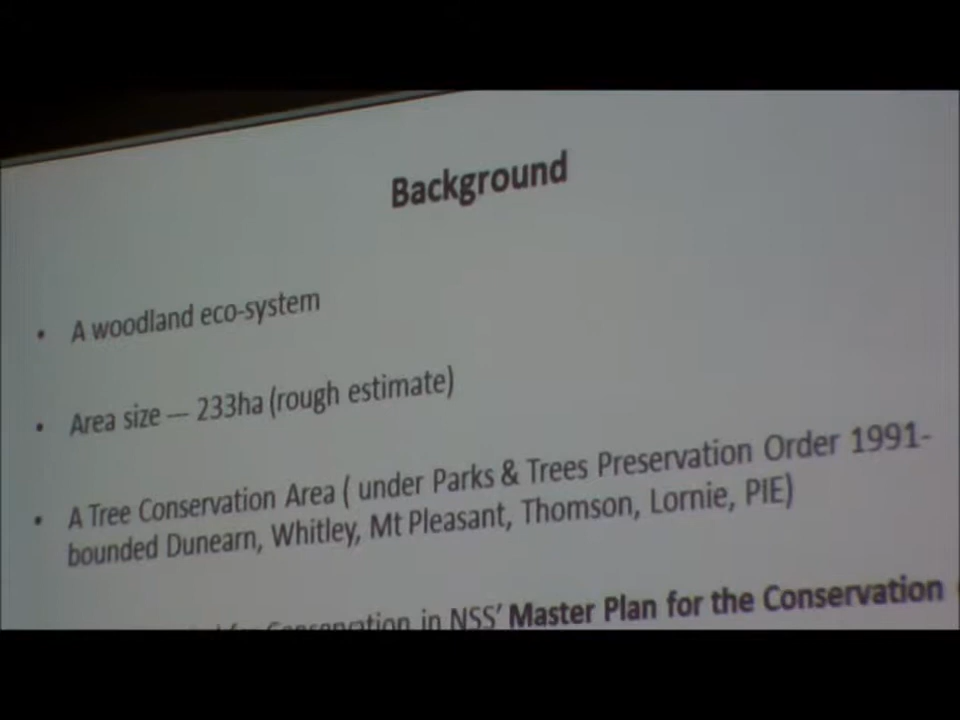 Background
• A woodland eco-system
• Area size — 233ha (rough estimate)
• A Tree Conservation Area ( under Parks & Trees Preservation Order 1991-
bounded Dunearn, Whitley, Mt Pleasant, Thomson, Lornie, PIE)
for Conservation in NSS' Master Plan for the Conservation